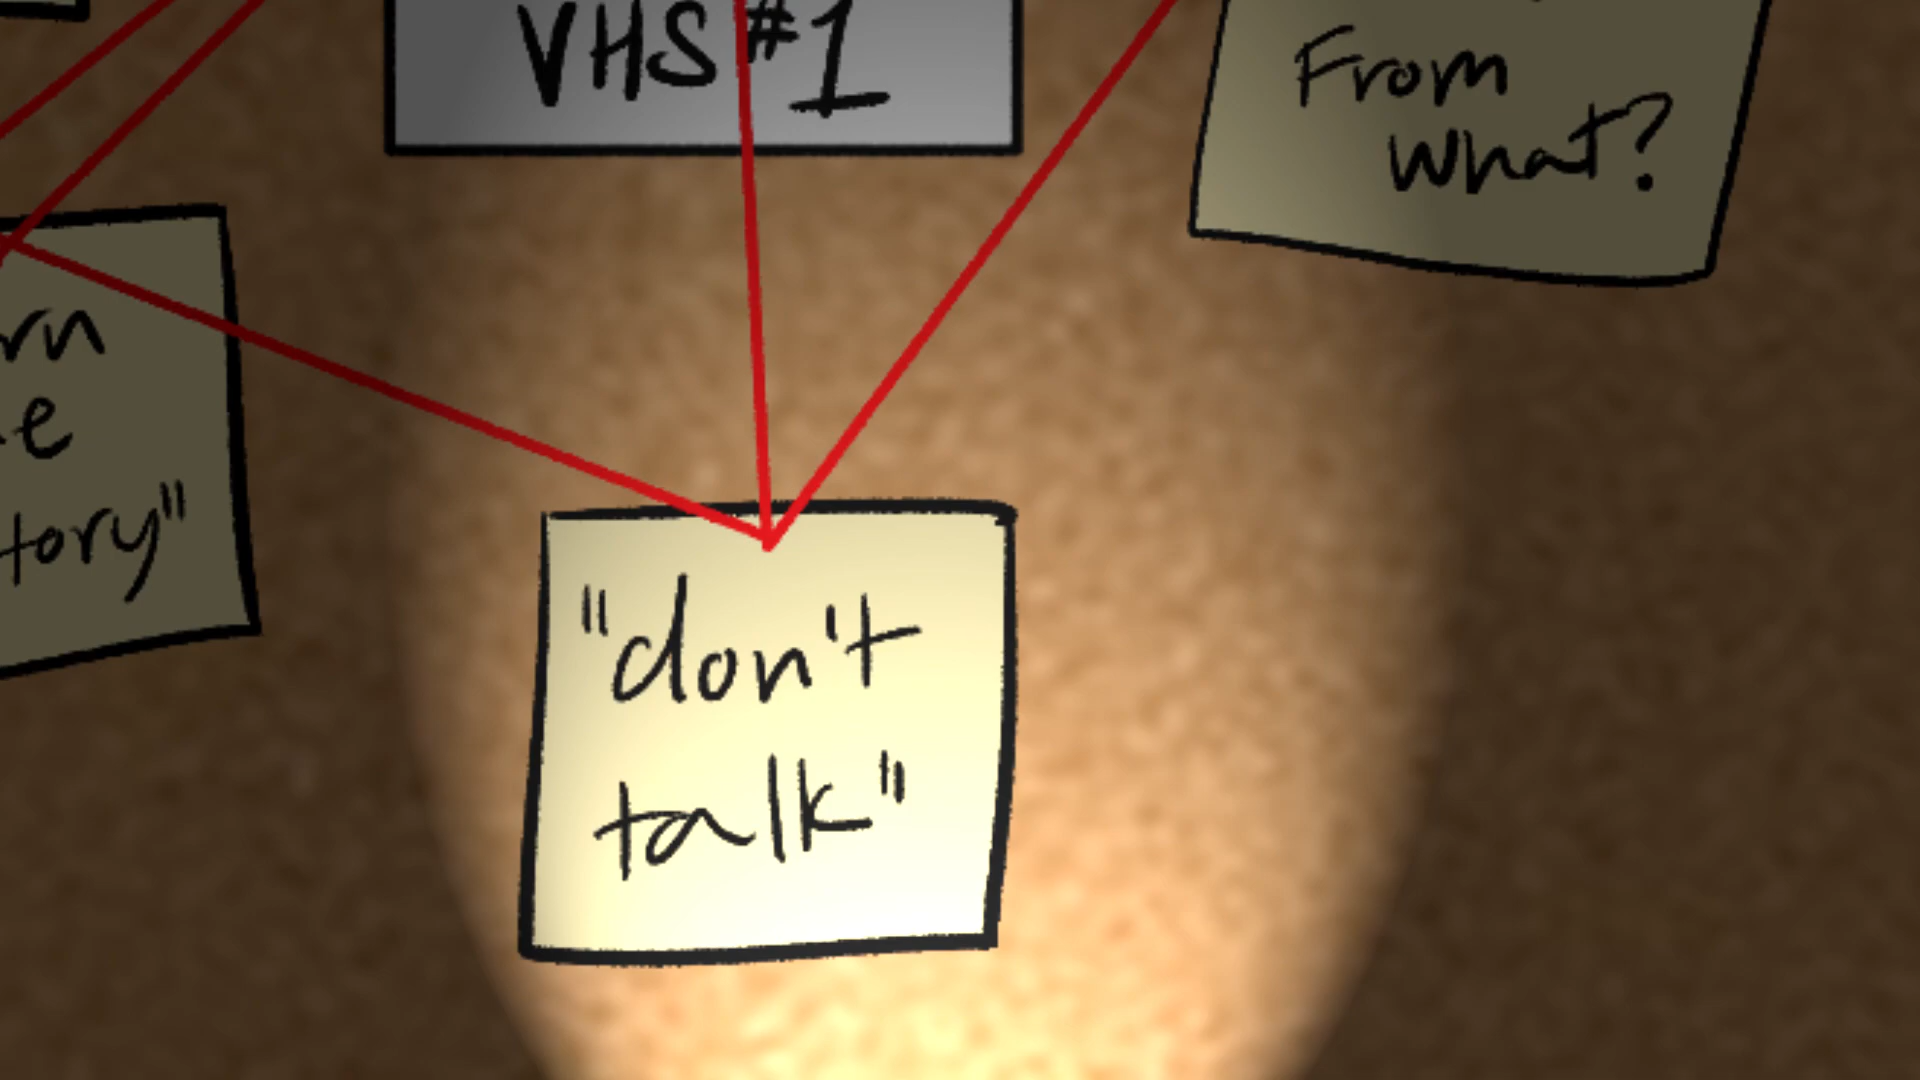 VHS #1
From
What?
"don't
talk"
tory"